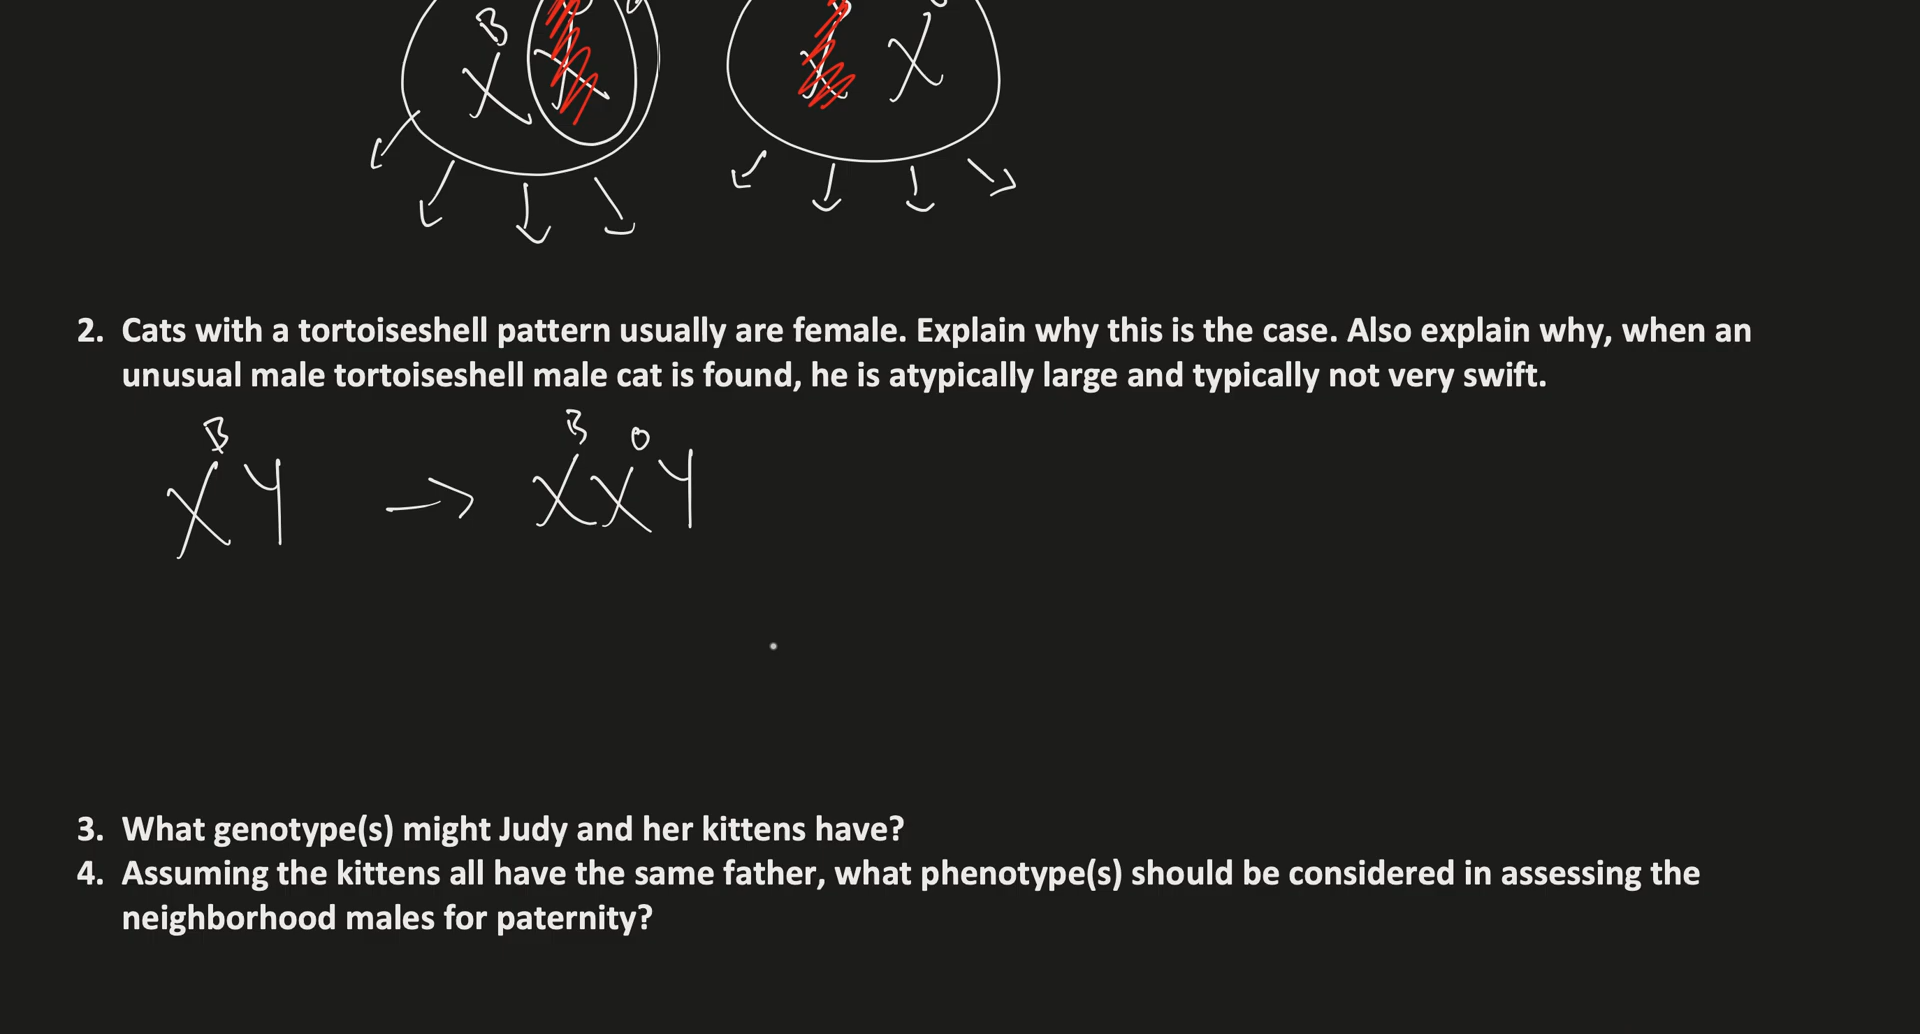 B
X X
2. Cats with a tortoiseshell pattern usually are female. Explain why this is the case. Also explain why, when an
unusual male tortoiseshell male cat is found, he is atypically large and typically not very swift.
B B O
X Y → X X Y
3. What genotype(s) might Judy and her kittens have?
4. Assuming the kittens all have the same father, what phenotype(s) should be considered in assessing the
neighborhood males for paternity?